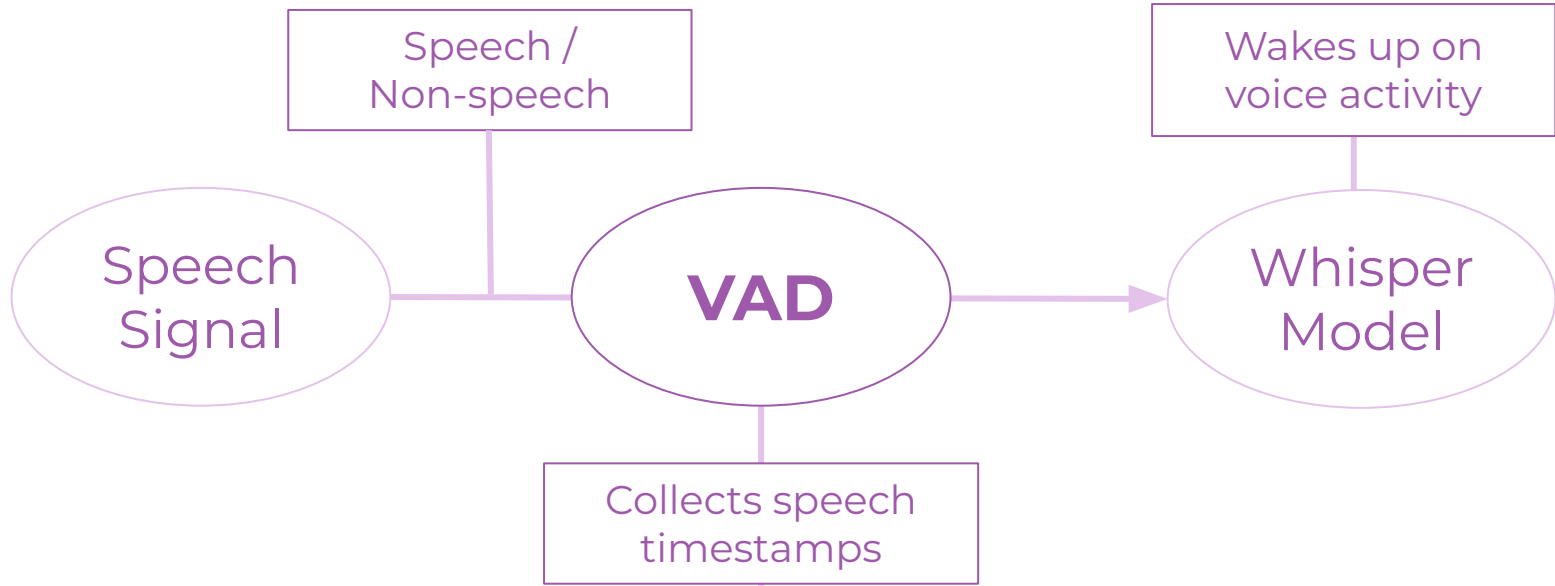 Speech /
Non-speech
Wakes up on
voice activity
Speech
Signal
VAD
Whisper
Model
Collects speech
timestamps